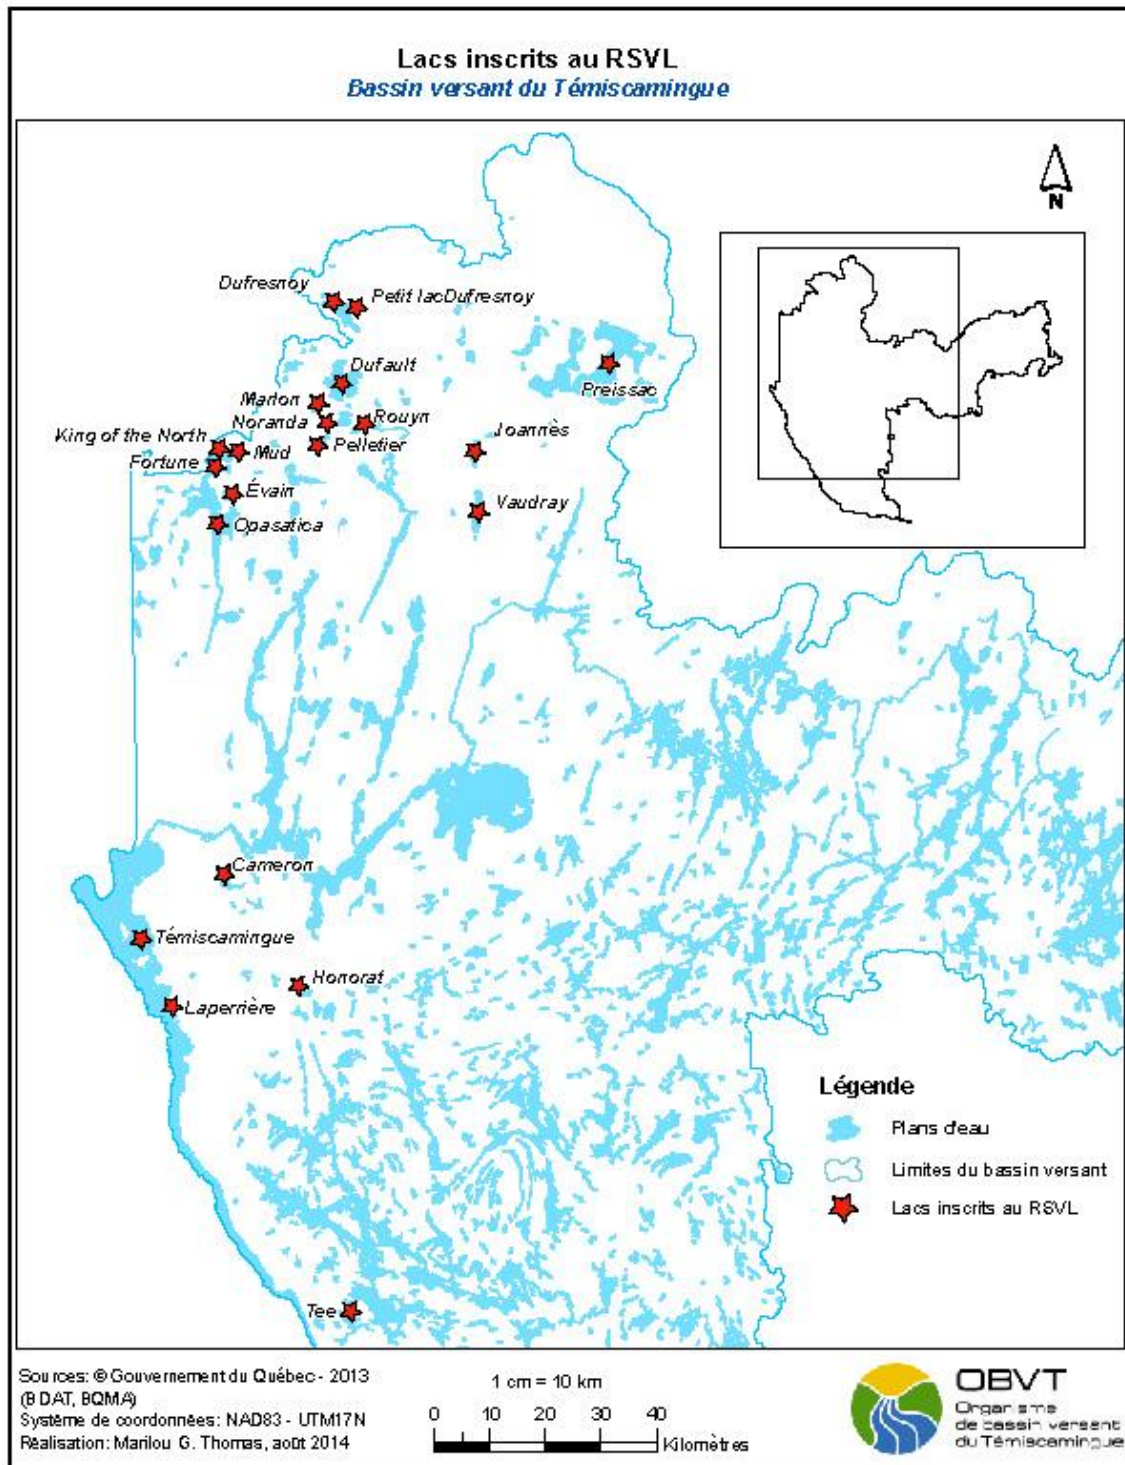 Lacs inscrits au RSVL
Bassin versant du Témiscamingue
N
Dufresnoy
Petit lacDufresnoy
Dufault
Preissac
Marlon
Noranda
Rouyn
King of the North
Mud
Pelletier
Joannès
Fortune
Évain
Vaudray
Opasatica
Cameron
Témiscamingue
Honorat
Laperrière
Tee
Légende
Plans d'eau
Limites du bassin versant
Lacs inscrits au RSVL
Sources: © Gouvernement du Québec - 2013
(BDAT, BQMA)
Système de coordonnées: NAD83 - UTM17N
Réalisation: Marilou G. Thomas, août 2014
1 cm = 10 km
0 10 20 30 40
Kilomètres
OBVT
Organisme
de bassin versant
du Témiscamingue